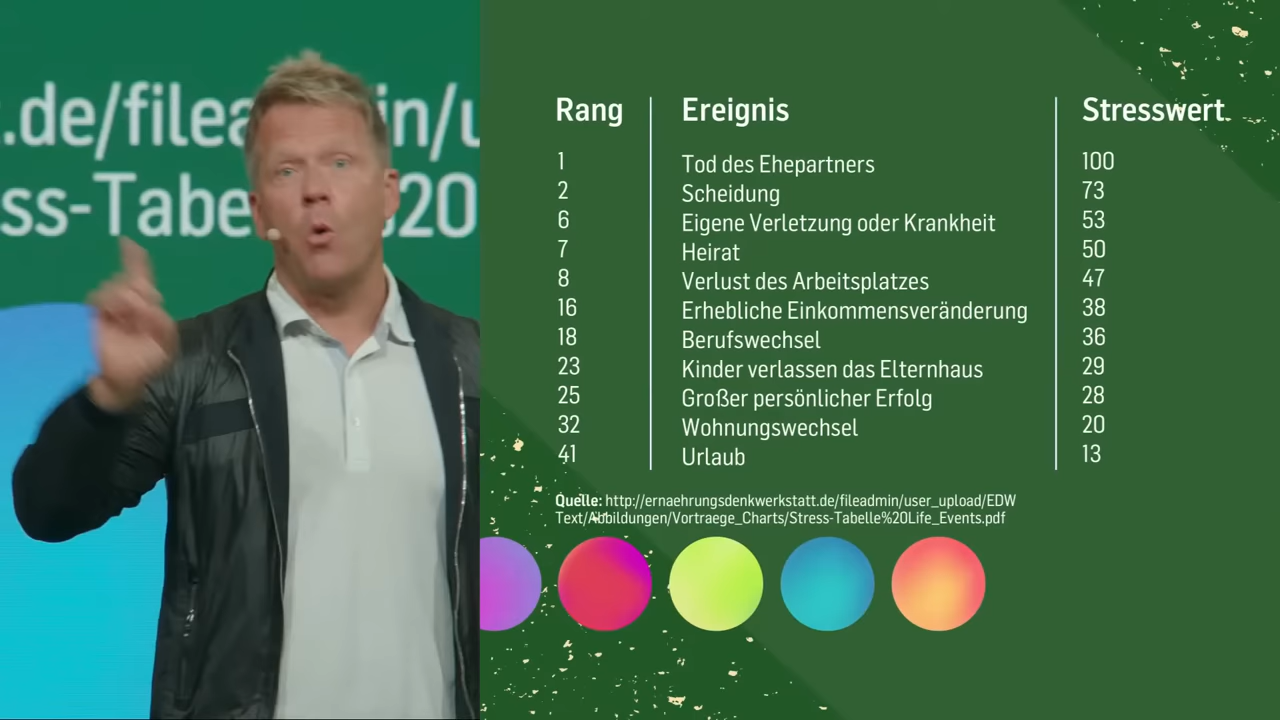 .de/fileadmin/u
ss-Tabe 20
Rang Ereignis Stresswert
1 Tod des Ehepartners 100
2 Scheidung 73
6 Eigene Verletzung oder Krankheit 53
7 Heirat 50
8 Verlust des Arbeitsplatzes 47
16 Erhebliche Einkommensveränderung 38
18 Berufswechsel 36
23 Kinder verlassen das Elternhaus 29
25 Großer persönlicher Erfolg 28
32 Wohnungswechsel 20
41 Urlaub 13
Quelle: http://ernaehrungsdenkwerkstatt.de/fileadmin/user_upload/EDW
Text/Abbildungen/Vortraege_Charts/Stress-Tabelle%20Life_Events.pdf